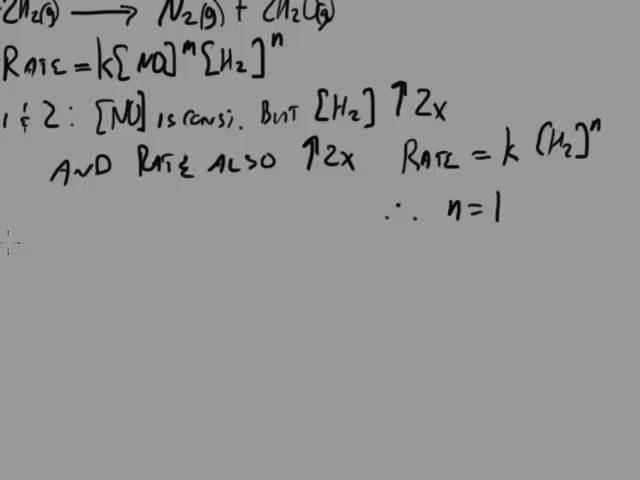 2H₂(g) ⟶ N₂(g) + 2H₂O(g)
RATE = k[NO]ᵐ[H₂]ⁿ
1 & 2: [NO] is const. BUT [H₂] ↑ 2x
AND RATE ALSO ↑ 2x RATE = k [H₂]ⁿ
∴ n = 1